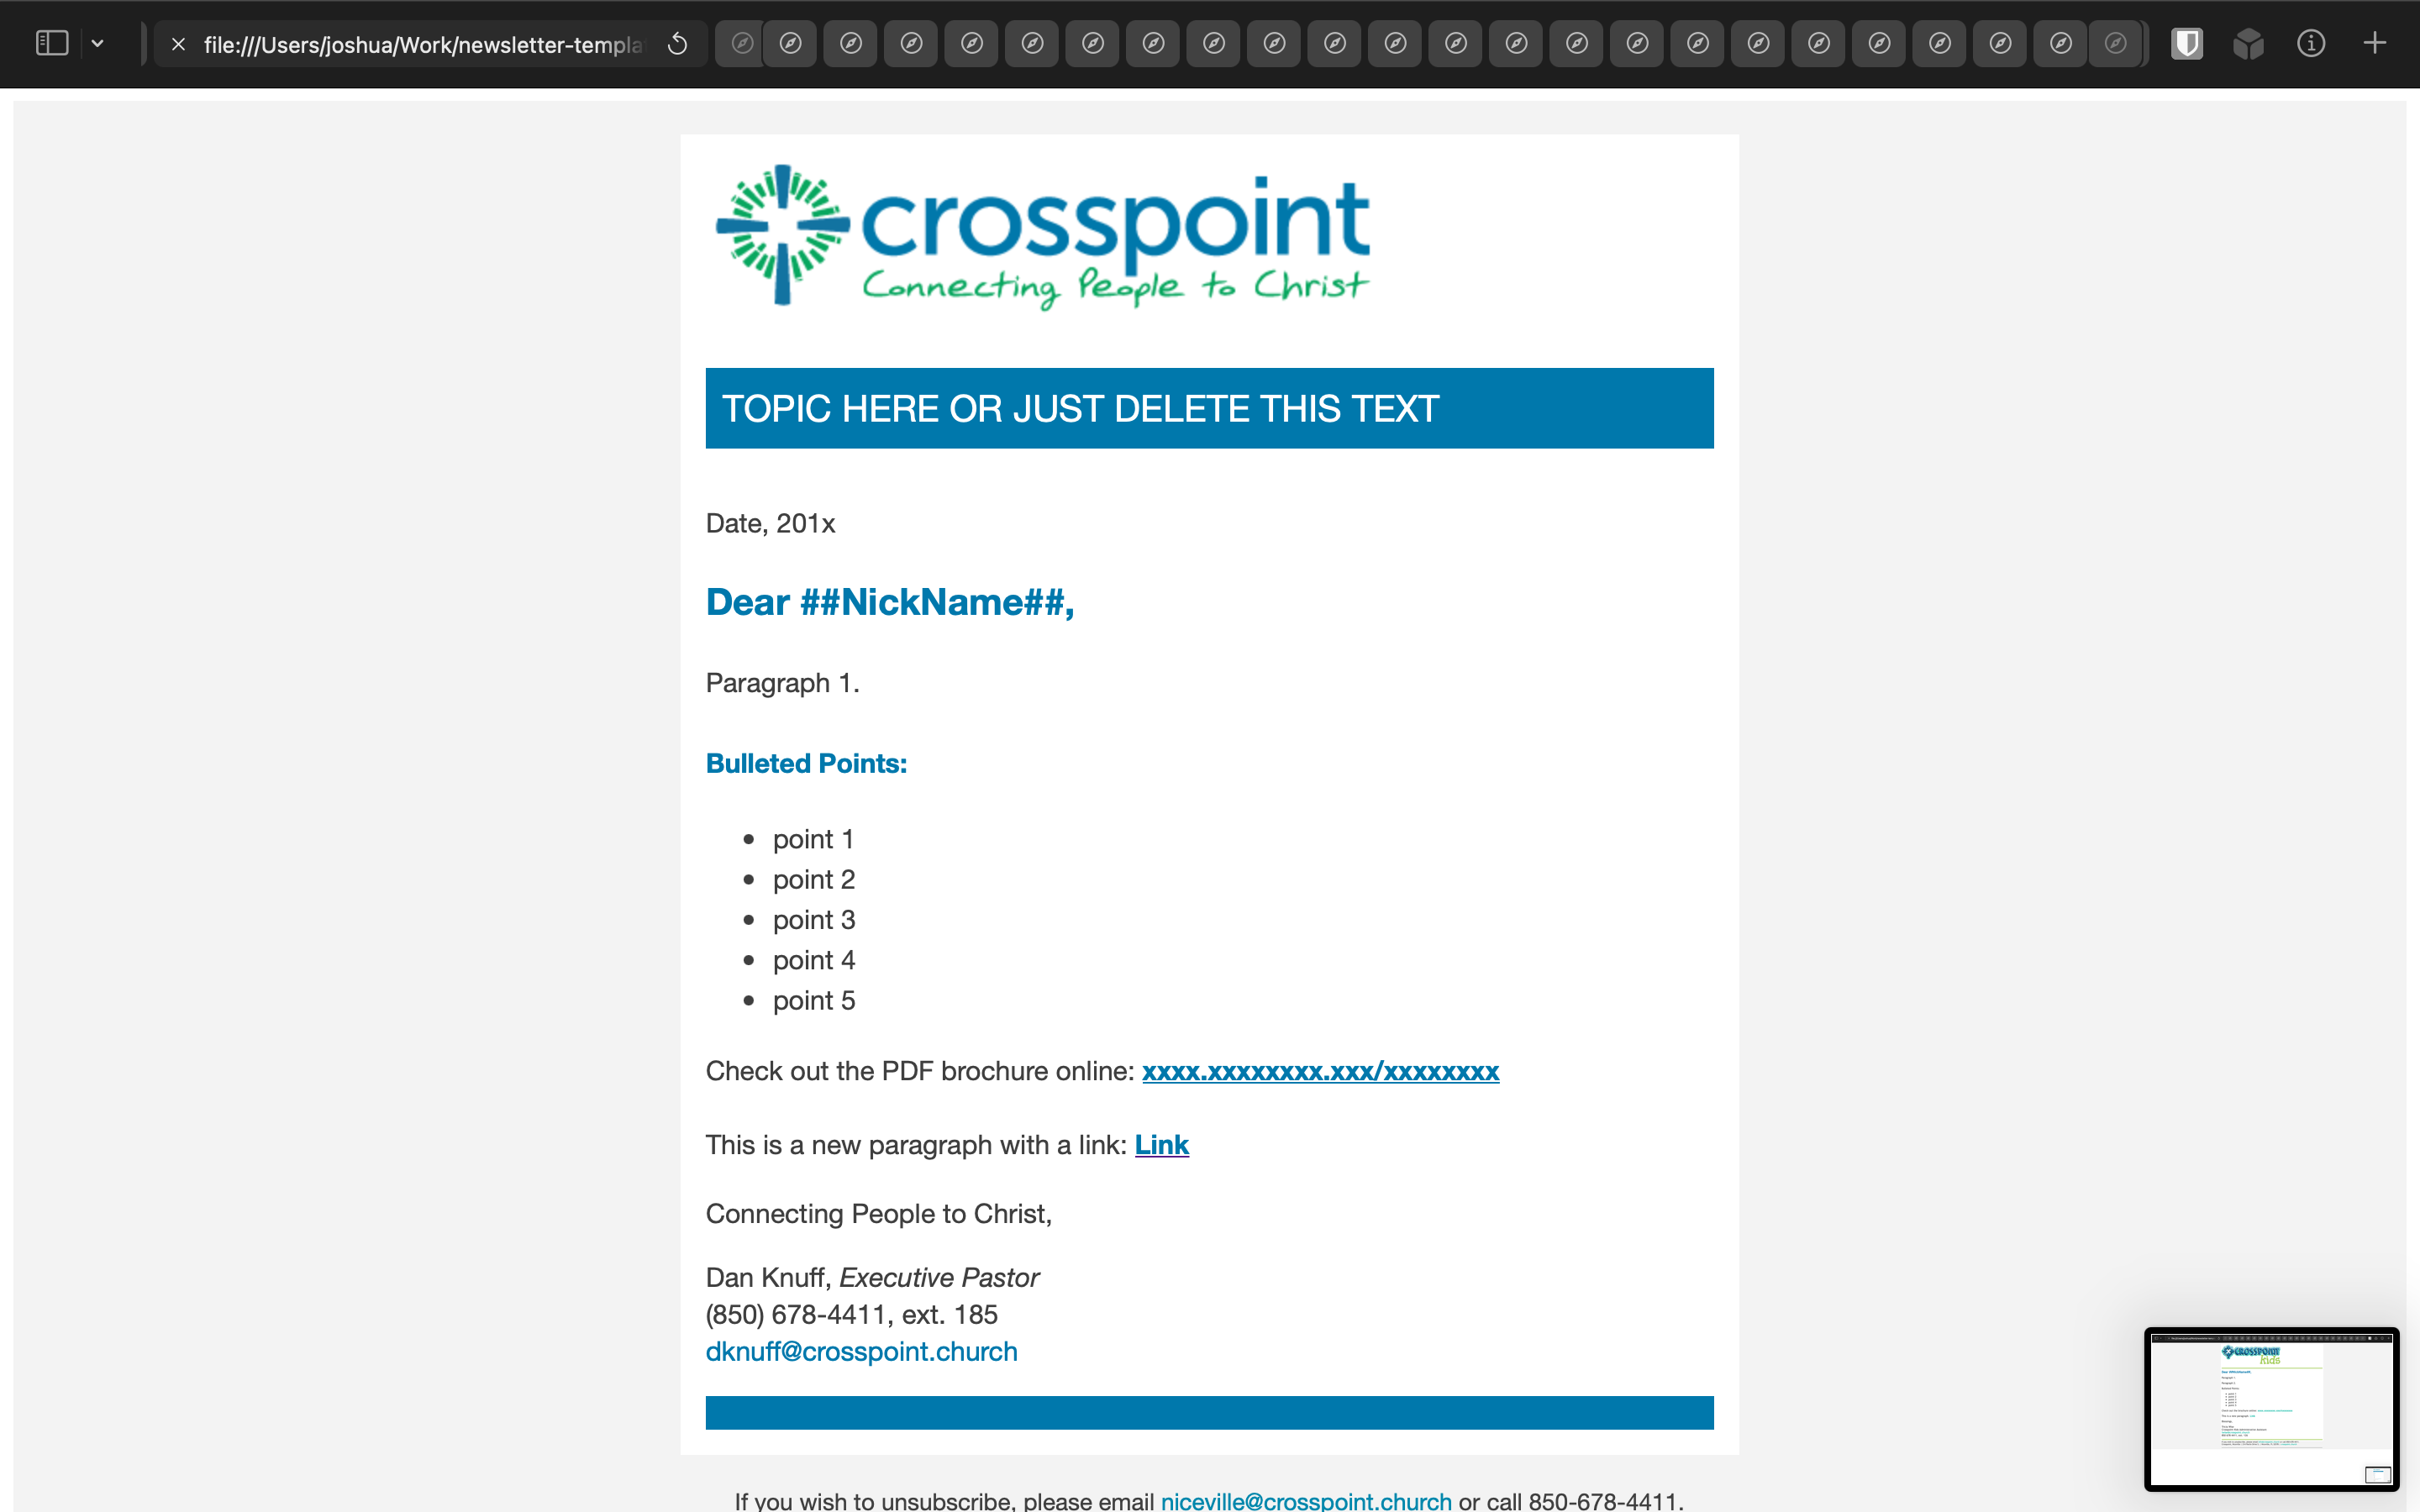 file:///Users/joshua/Work/newsletter-templa
crosspoint
Connecting People to Christ
TOPIC HERE OR JUST DELETE THIS TEXT
Date, 201x
Dear ##NickName##,
Paragraph 1.
Bulleted Points:
• point 1
• point 2
• point 3
• point 4
• point 5
Check out the PDF brochure online: xxxx.xxxxxxxx.xxx/xxxxxxxx
This is a new paragraph with a link: Link
Connecting People to Christ,
Dan Knuff, Executive Pastor
(850) 678-4411, ext. 185
dknuff@crosspoint.church
If you wish to unsubscribe, please email niceville@crosspoint.church or call 850-678-4411.
CROSSPOINT
kids